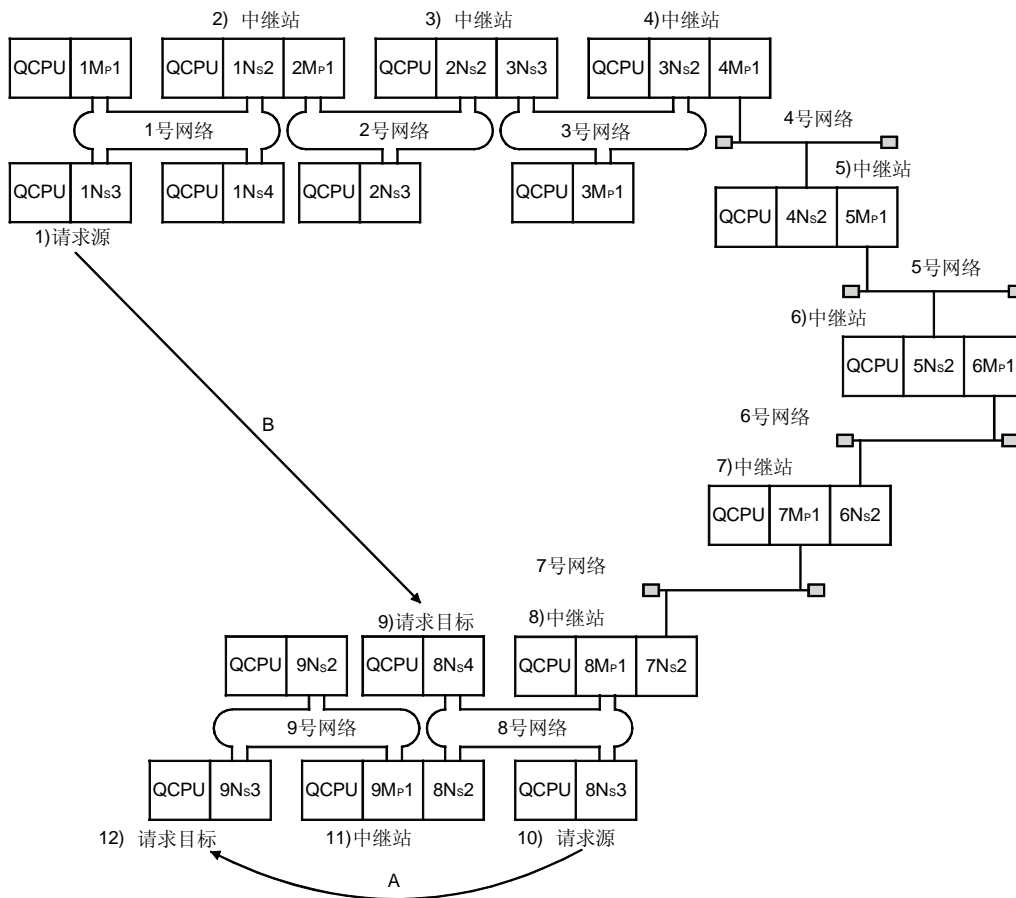 2) 中继站 3) 中继站 4)中继站
QCPU 1MP1 QCPU 1NS2 2MP1 QCPU 2NS2 3NS3 QCPU 3NS2 4MP1
1号网络 2号网络 3号网络 4号网络
QCPU 1NS3 QCPU 1NS4 QCPU 2NS3 QCPU 3MP1
5)中继站
QCPU 4NS2 5MP1
1)请求源
5号网络
6)中继站
QCPU 5NS2 6MP1
B
6号网络
7)中继站
QCPU 7MP1 6NS2
7号网络
9)请求目标 8)中继站
QCPU 9NS2 QCPU 8NS4 QCPU 8MP1 7NS2
9号网络 8号网络
QCPU 9NS3 QCPU 9MP1 8NS2 QCPU 8NS3
12) 请求目标 11)中继站 10) 请求源
A